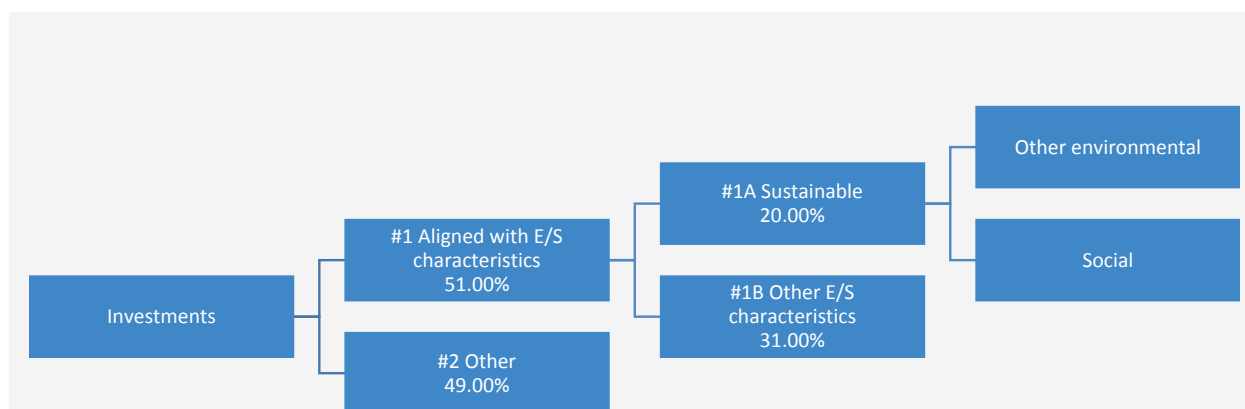 Investments
#1 Aligned with E/S
characteristics
51.00%
#2 Other
49.00%
#1A Sustainable
20.00%
#1B Other E/S
characteristics
31.00%
Other environmental
Social